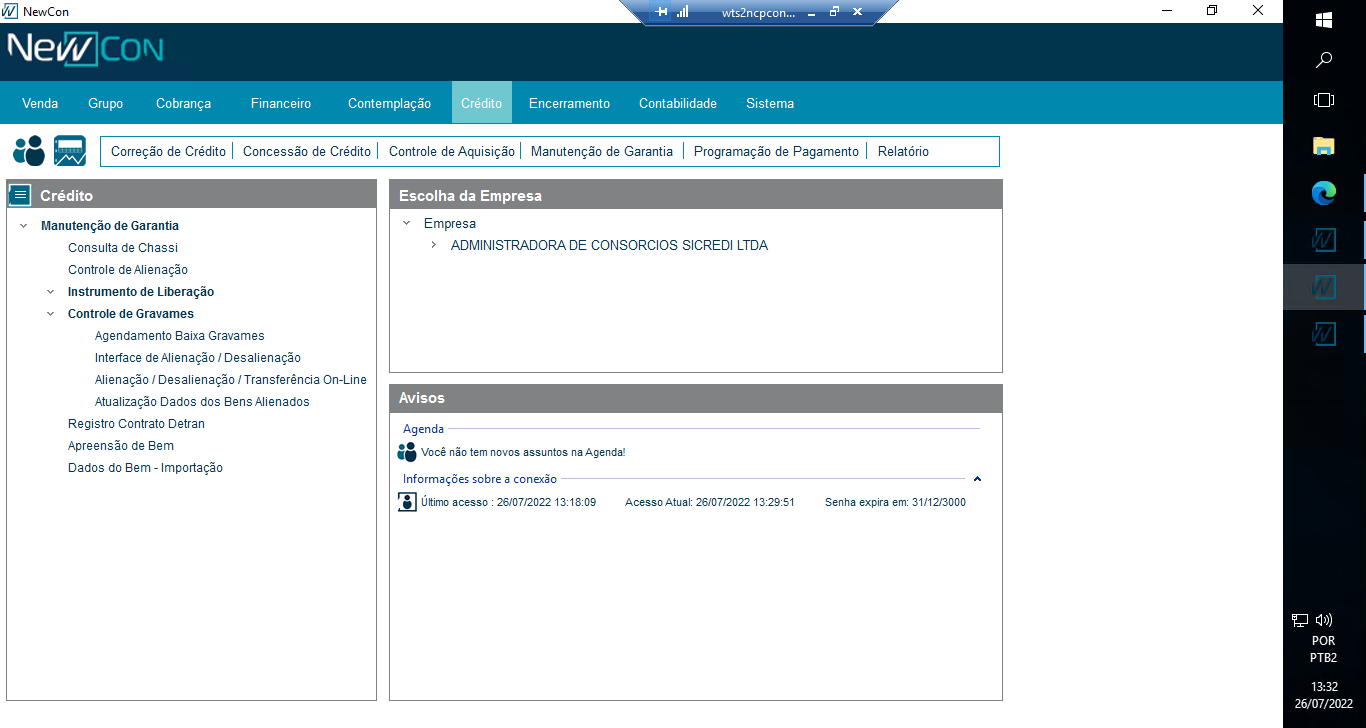 NewCon
wts2ncpcon...
NewCon
Venda Grupo Cobrança Financeiro Contemplação Crédito Encerramento Contabilidade Sistema
Correção de Crédito Concessão de Crédito Controle de Aquisição Manutenção de Garantia Programação de Pagamento Relatório
Crédito
Manutenção de Garantia
Consulta de Chassi
Controle de Alienação
Instrumento de Liberação
Controle de Gravames
Agendamento Baixa Gravames
Interface de Alienação / Desalienação
Alienação / Desalienação / Transferência On-Line
Atualização Dados dos Bens Alienados
Registro Contrato Detran
Apreensão de Bem
Dados do Bem - Importação
Escolha da Empresa
Empresa
ADMINISTRADORA DE CONSORCIOS SICREDI LTDA
Avisos
Agenda
Você não tem novos assuntos na Agenda!
Informações sobre a conexão
Último acesso : 26/07/2022 13:18:09 Acesso Atual: 26/07/2022 13:29:51 Senha expira em: 31/12/3000
POR
PTB2
13:32
26/07/2022